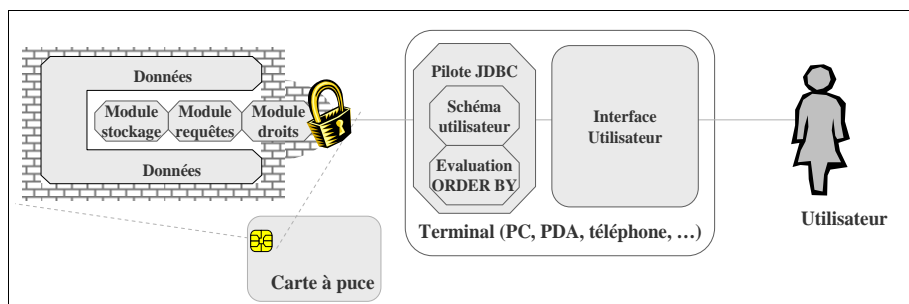 Données
Module
stockage
Module
requêtes
Module
droits
Données
Carte à puce
Pilote JDBC
Schéma
utilisateur
Evaluation
ORDER BY
Interface
Utilisateur
Terminal (PC, PDA, téléphone, …)
Utilisateur